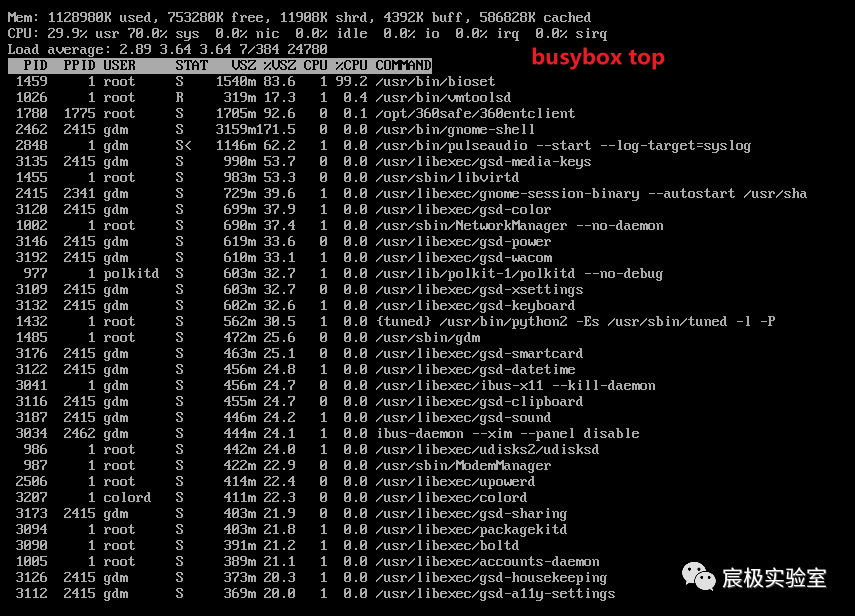 Mem: 1128980K used, 753280K free, 11908K shrd, 4392K buff, 586828K cached
CPU: 29.9% usr 70.0% sys  0.0% nic  0.0% idle  0.0% io  0.0% irq  0.0% sirq
Load average: 2.89 3.64 3.64 7/384 24780
busybox top
PID  PPID USER     STAT   VSZ %VSZ CPU %CPU COMMAND
1459     1 root     S    1540m 83.6   1 99.2 /usr/bin/bioset
1026     1 root     R     319m 17.3   1  0.4 /usr/bin/vmtoolsd
1780  1775 root     S    1705m 92.6   0  0.1 /opt/360safe/360entclient
2462  2415 gdm      S    3159m171.5   0  0.0 /usr/bin/gnome-shell
2848  2415 gdm      S<   1146m 62.2   1  0.0 /usr/bin/pulseaudio --start --log-target=syslog
3135  2415 gdm      S     990m 53.7   0  0.0 /usr/libexec/gsd-media-keys
1455     1 root     S     983m 53.3   0  0.0 /usr/sbin/libvirtd
2415  2341 gdm      S     729m 39.6   1  0.0 /usr/libexec/gnome-session-binary --autostart /usr/sha
3120  2415 gdm      S     699m 37.9   1  0.0 /usr/libexec/gsd-color
1002     1 root     S     690m 37.4   1  0.0 /usr/sbin/NetworkManager --no-daemon
3146  2415 gdm      S     619m 33.6   0  0.0 /usr/libexec/gsd-power
3192  2415 gdm      S     610m 33.1   1  0.0 /usr/libexec/gsd-wacom
977     1 polkitd  S     603m 32.7   1  0.0 /usr/lib/polkit-1/polkitd --no-debug
3109  2415 gdm      S     603m 32.7   0  0.0 /usr/libexec/gsd-xsettings
3132  2415 gdm      S     602m 32.6   1  0.0 /usr/libexec/gsd-keyboard
1432     1 root     S     562m 30.5   1  0.0 {tuned} /usr/bin/python2 -Es /usr/sbin/tuned -l -P
1485     1 root     S     472m 25.6   0  0.0 /usr/sbin/gdm
3176  2415 gdm      S     463m 25.1   0  0.0 /usr/libexec/gsd-smartcard
3122  2415 gdm      S     456m 24.8   1  0.0 /usr/libexec/gsd-datetime
3041     1 gdm      S     456m 24.7   0  0.0 /usr/libexec/ibus-x11 --kill-daemon
3116  2415 gdm      S     455m 24.7   0  0.0 /usr/libexec/gsd-clipboard
3187  2415 gdm      S     446m 24.2   1  0.0 /usr/libexec/gsd-sound
3034  2462 gdm      S     444m 24.1   1  0.0 ibus-daemon --xim --panel disable
986     1 root     S     442m 24.0   1  0.0 /usr/libexec/udisks2/udisksd
987     1 root     S     422m 22.9   0  0.0 /usr/sbin/ModemManager
2506     1 root     S     414m 22.4   0  0.0 /usr/libexec/upowerd
3207     1 colord   S     411m 22.3   0  0.0 /usr/libexec/colord
3173  2415 gdm      S     403m 21.9   0  0.0 /usr/libexec/gsd-sharing
3094     1 root     S     403m 21.8   1  0.0 /usr/libexec/packagekitd
3090     1 root     S     391m 21.2   1  0.0 /usr/libexec/boltd
1005     1 root     S     389m 21.1   1  0.0 /usr/libexec/accounts-daemon
3126  2415 gdm      S     373m 20.3   1  0.0 /usr/libexec/gsd-housekeeping
3112  2415 gdm      S     369m 20.0   1  0.0 /usr/libexec/gsd-a11y-settings
宸极实验室